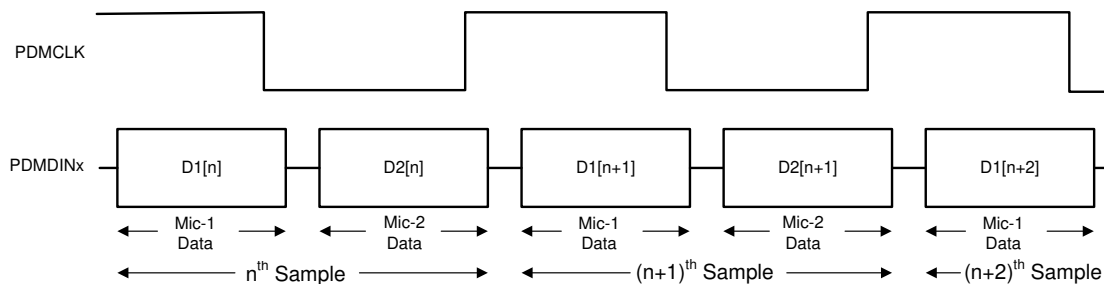 PDMCLK
PDMDINx
D1[n]
D2[n]
D1[n+1]
D2[n+1]
D1[n+2]
Mic-1
Data
Mic-2
Data
Mic-1
Data
Mic-2
Data
Mic-1
Data
nth Sample
(n+1)th Sample
(n+2)th Sample